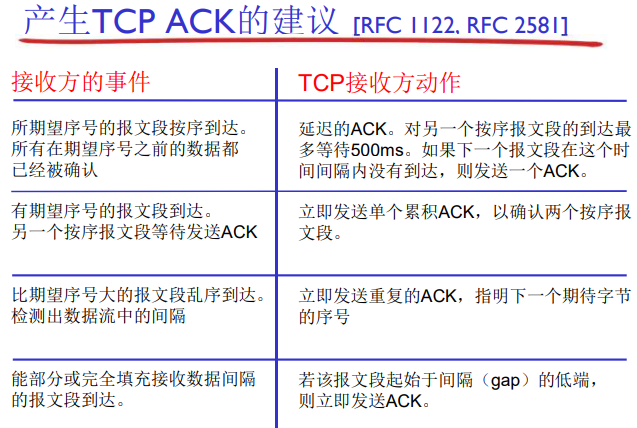 产生TCP ACK的建议 [RFC 1122, RFC 2581]
接收方的事件
TCP接收方动作
所期望序号的报文段按序到达。
所有在期望序号之前的数据都
已经被确认
延迟的ACK。对另一个按序报文段的到达最
多等待500ms。如果下一个报文段在这个时
间间隔内没有到达，则发送一个ACK。
有期望序号的报文段到达。
另一个按序报文段等待发送ACK
立即发送单个累积ACK，以确认两个按序报
文段。
比期望序号大的报文段乱序到达。
检测出数据流中的间隔
立即发送重复的ACK，指明下一个期待字节
的序号
能部分或完全填充接收数据间隔
的报文段到达。
若该报文段起始于间隔（gap）的低端，
则立即发送ACK。